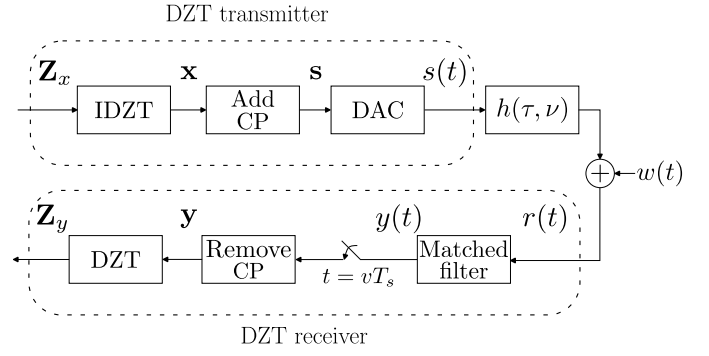 DZT transmitter
Z_x
x
s
s(t)
IDZT
Add
CP
DAC
h(τ, ν)
+
w(t)
Z_y
y
y(t)
r(t)
DZT
Remove
CP
t = vT_s
Matched
filter
DZT receiver